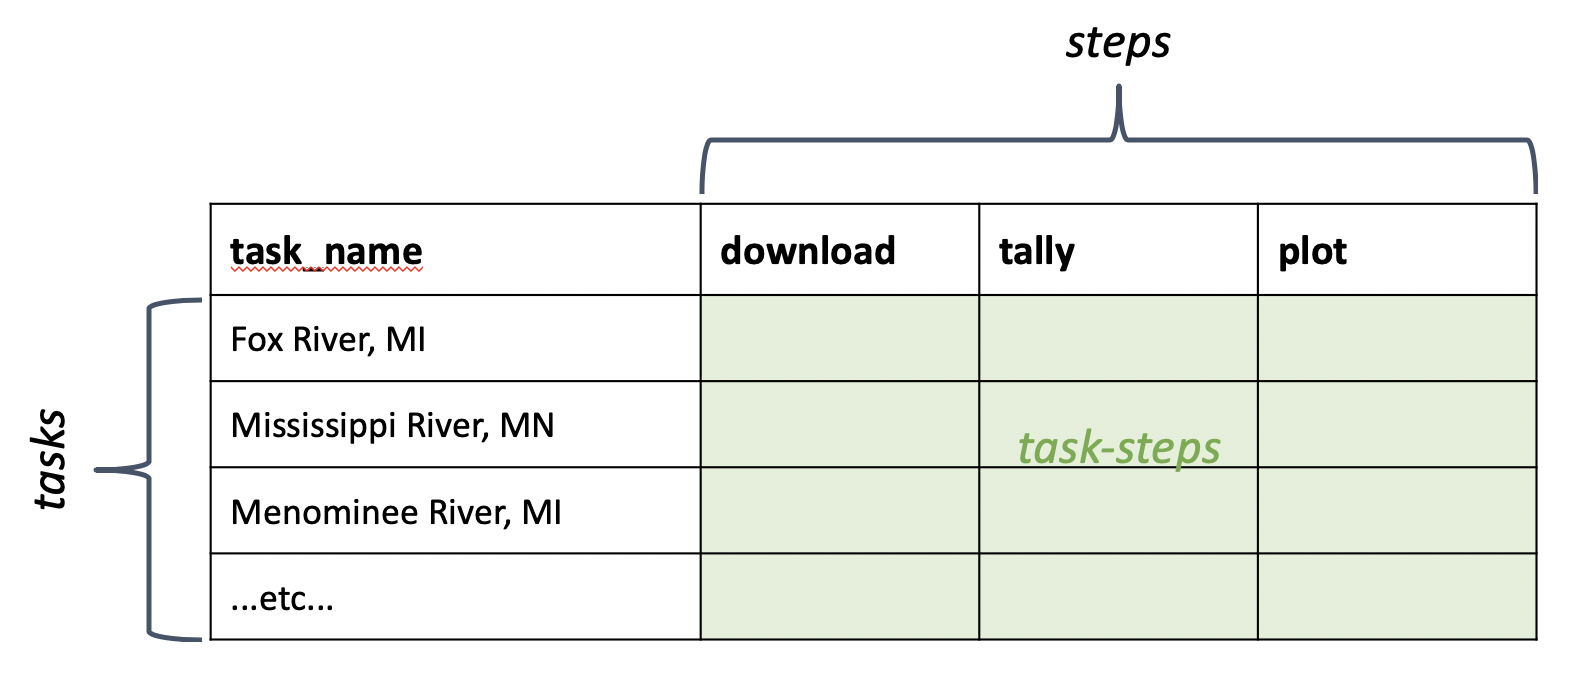 steps
task_name download tally plot
tasks
Fox River, MI
Mississippi River, MN
task-steps
Menominee River, MI
...etc...